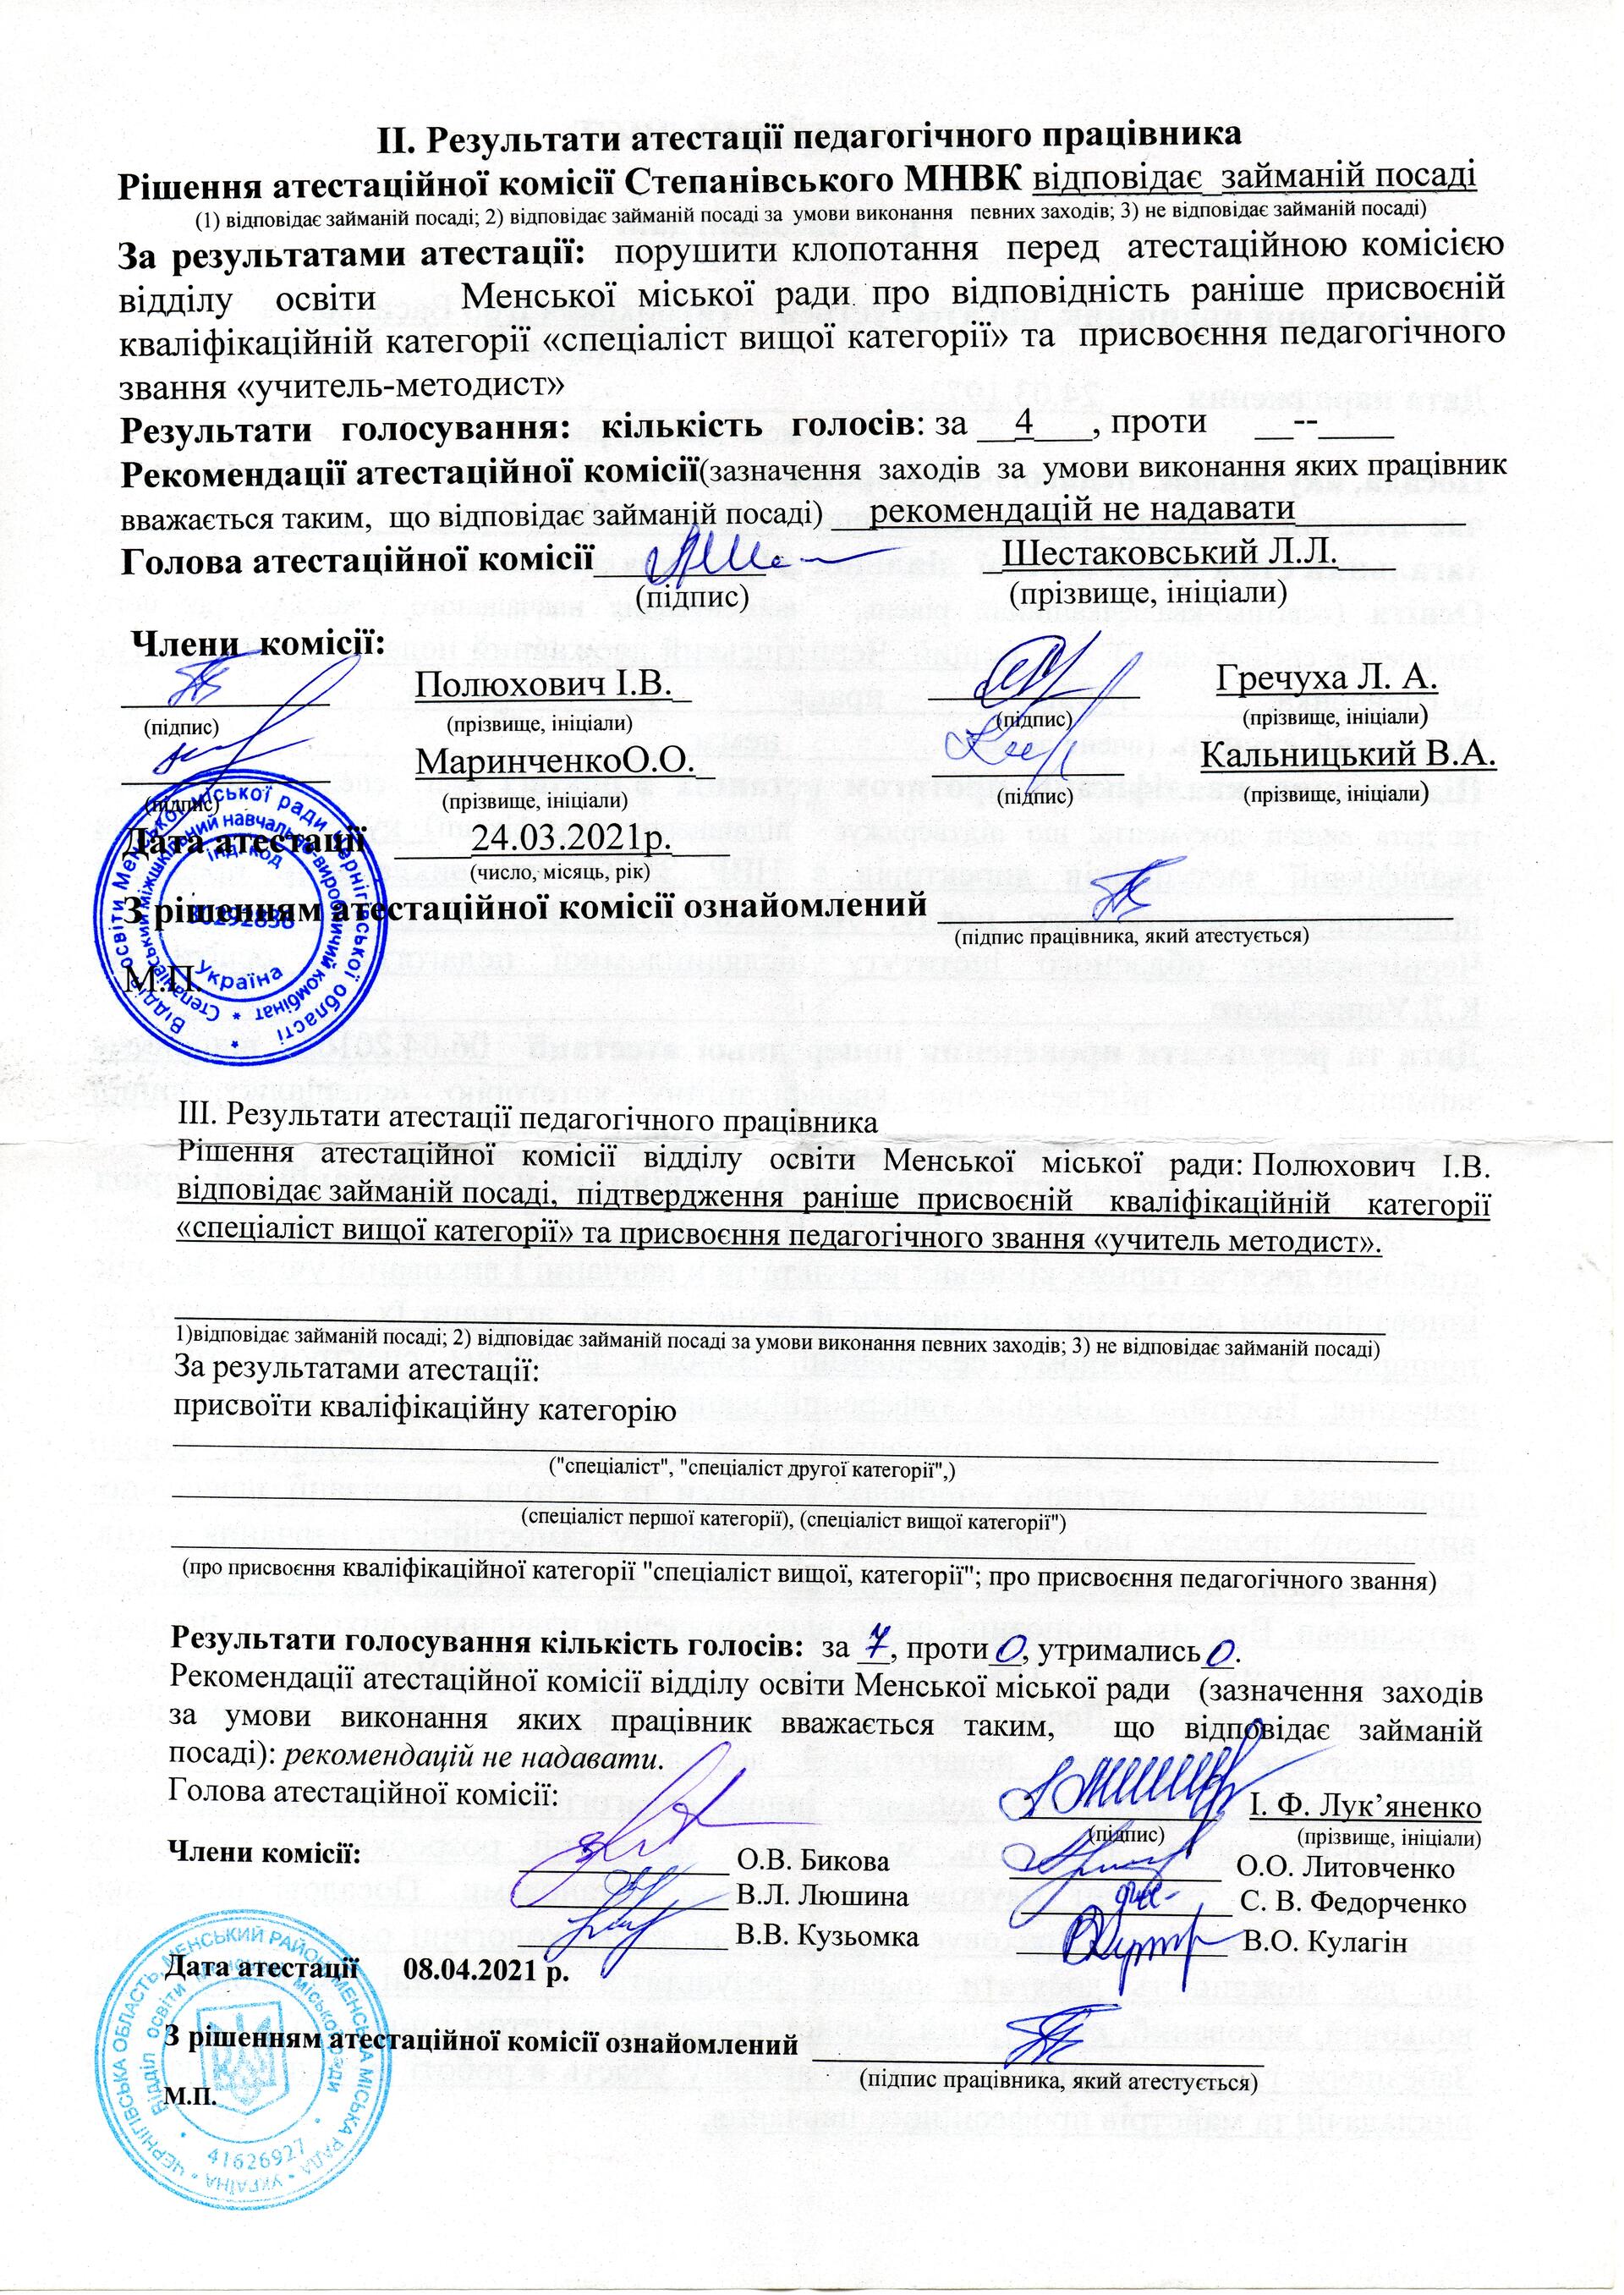 ІІ. Результати атестації педагогічного працівника
Рішення атестаційної комісії Степанівського МНВК відповідає займаній посаді
(1) відповідає займаній посаді; 2) відповідає займаній посаді за умови виконання певних заходів; 3) не відповідає займаній посаді)
За результатами атестації: порушити клопотання перед атестаційною комісією
відділу освіти Менської міської ради про відповідність раніше присвоєній
кваліфікаційній категорії «спеціаліст вищої категорії» та присвоєння педагогічного
звання «учитель-методист»
Результати голосування: кількість голосів: за __4___, проти __--____
Рекомендації атестаційної комісії(зазначення заходів за умови виконання яких працівник
вважається таким, що відповідає займаній посаді) __рекомендацій не надавати_________
Голова атестаційної комісії_________ _Шестаковський Л.Л.___
(підпис) (прізвище, ініціали)
Члени комісії:
Полюхович І.В._ Гречуха Л. А.
(підпис) (прізвище, ініціали) (підпис) (прізвище, ініціали)
МаринченкоО.О._ Кальницький В.А.
(підпис) (прізвище, ініціали) (підпис) (прізвище, ініціали)
Дата атестації ____24.03.2021р.___
(число, місяць, рік)
З рішенням атестаційної комісії ознайомлений
(підпис працівника, який атестується)
М.П.
Відділ освіти Менської міської ради Чернігівської області *
Степанівський міжшкільний навчально-виробничий комбінат *
Інд. код
Україна
ІІІ. Результати атестації педагогічного працівника
Рішення атестаційної комісії відділу освіти Менської міської ради: Полюхович І.В.
відповідає займаній посаді, підтвердження раніше присвоєній кваліфікаційній категорії
«спеціаліст вищої категорії» та присвоєння педагогічного звання «учитель методист».
1)відповідає займаній посаді; 2) відповідає займаній посаді за умови виконання певних заходів; 3) не відповідає займаній посаді)
За результатами атестації:
присвоїти кваліфікаційну категорію
("спеціаліст", "спеціаліст другої категорії",)
(спеціаліст першої категорії), (спеціаліст вищої категорії")
(про присвоєння кваліфікаційної категорії "спеціаліст вищої, категорії"; про присвоєння педагогічного звання)
Результати голосування кількість голосів: за 7, проти 0, утримались 0.
Рекомендації атестаційної комісії відділу освіти Менської міської ради (зазначення заходів
за умови виконання яких працівник вважається таким, що відповідає займаній
посаді): рекомендацій не надавати.
Голова атестаційної комісії: І. Ф. Лук’яненко
(підпис) (прізвище, ініціали)
Члени комісії: О.В. Бикова О.О. Литовченко
В.Л. Люшина С. В. Федорченко
В.В. Кузьомка В.О. Кулагін
Дата атестації 08.04.2021 р.
З рішенням атестаційної комісії ознайомлений
(підпис працівника, який атестується)
М.П.
УКРАЇНА * ЧЕРНІГІВСЬКА ОБЛАСТЬ, МЕНСЬКИЙ РАЙОН, МЕНСЬКА МІСЬКА РАДА
Відділ освіти Менської міської ради
41626927